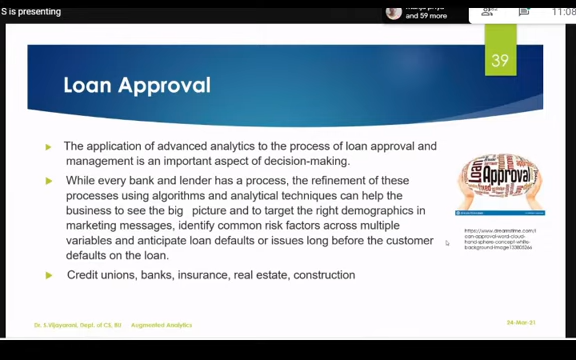 S is presenting
and 59 more
11:08
39
Loan Approval
The application of advanced analytics to the process of loan approval and
management is an important aspect of decision-making.
While every bank and lender has a process, the refinement of these
processes using algorithms and analytical techniques can help the
business to see the big picture and to target the right demographics in
marketing messages, identify common risk factors across multiple
variables and anticipate loan defaults or issues long before the customer
defaults on the loan.
Credit unions, banks, insurance, real estate, construction
Loan
Approval
https://www.dreamstime.com/l
oan-approval-word-cloud-
hand-sphere-concept-white-
Dr. S.Vijayarani, Dept. of CS, BU Augmented Analytics
24-Mar-21